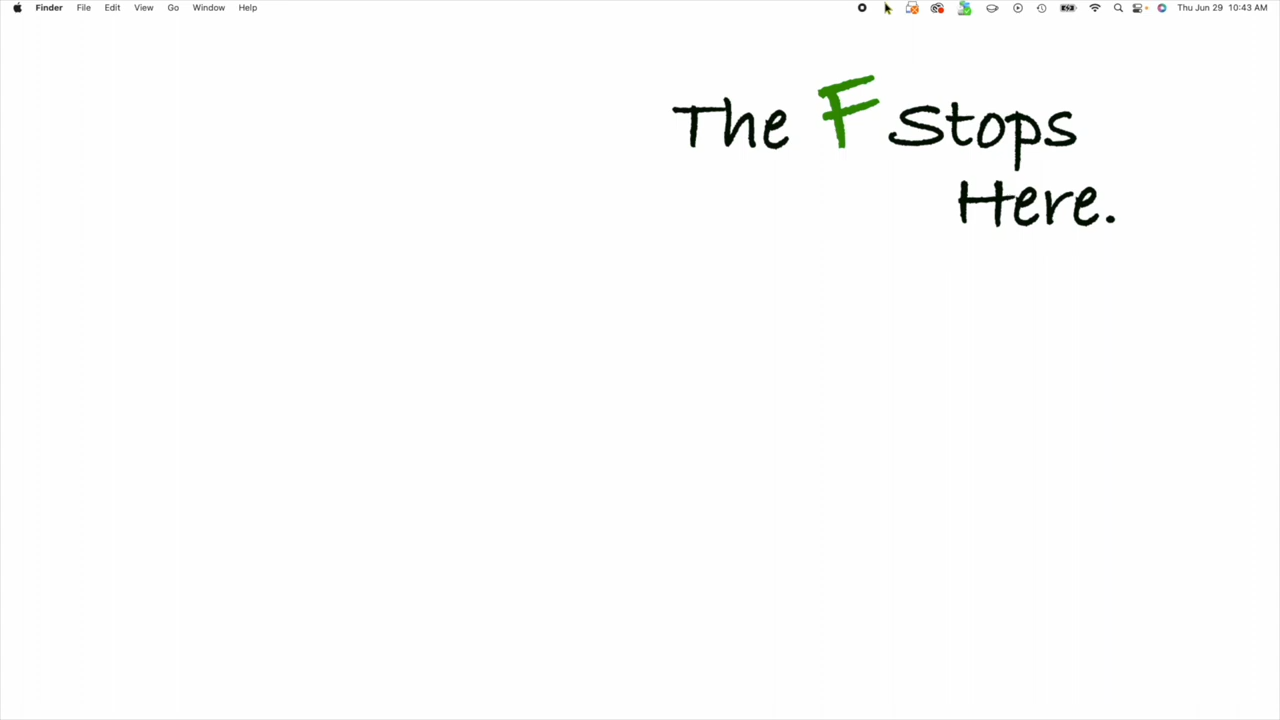 Finder File Edit View Go Window Help Thu Jun 29 10:43 AM
The F Stops
Here.